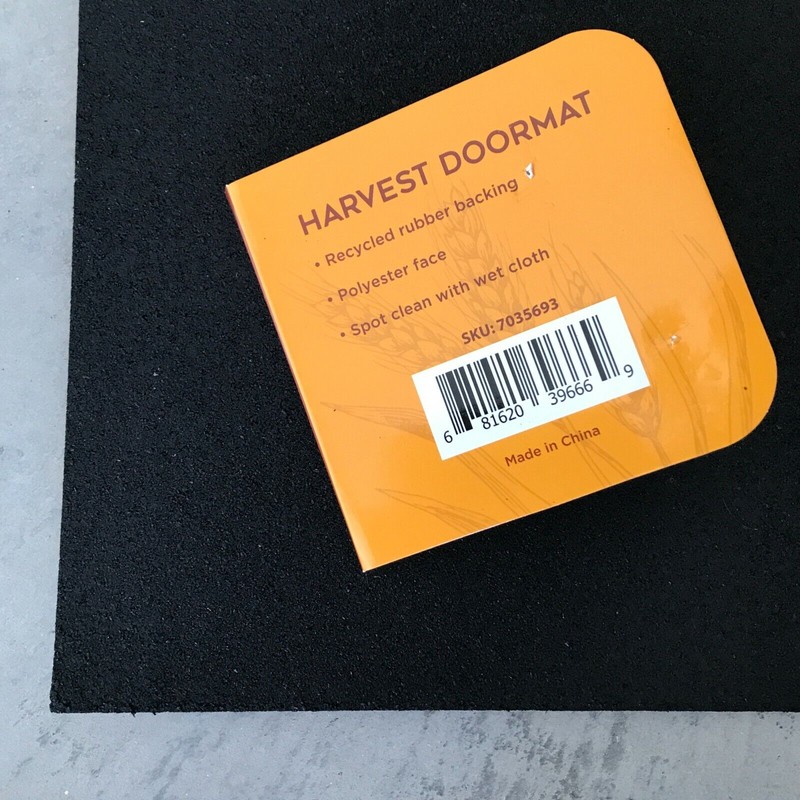 HARVEST DOORMAT
• Recycled rubber backing
• Polyester face
• Spot clean with wet cloth
SKU: 7035693
6 81620 39666 9
Made in China